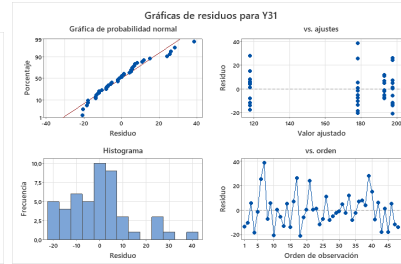 Gráficas de residuos para Y31
Gráfica de probabilidad normal
99
90
50
10
1
Porcentaje
-40 -20 0 20 40
Residuo
vs. ajustes
40
20
0
-20
Residuo
120 140 160 180 200
Valor ajustado
Histograma
10,0
7,5
5,0
2,5
0,0
Frecuencia
-20 -10 0 10 20 30 40
Residuo
vs. orden
40
20
0
-20
Residuo
1 5 10 15 20 25 30 35 40 45
Orden de observación